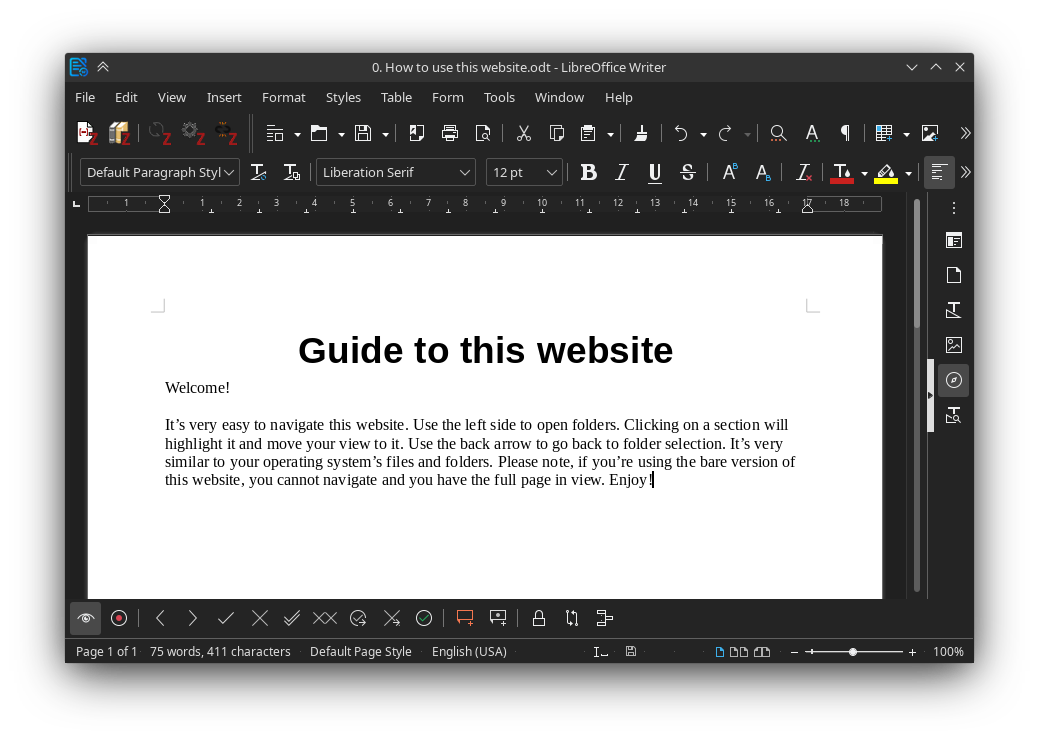 0. How to use this website.odt - LibreOffice Writer
File Edit View Insert Format Styles Table Form Tools Window Help
Default Paragraph Styl Liberation Serif 12 pt
1 1 2 3 4 5 6 7 8 9 10 11 12 13 14 15 16 17 18
Guide to this website
Welcome!
It’s very easy to navigate this website. Use the left side to open folders. Clicking on a section will
highlight it and move your view to it. Use the back arrow to go back to folder selection. It’s very
similar to your operating system’s files and folders. Please note, if you’re using the bare version of
this website, you cannot navigate and you have the full page in view. Enjoy!
Page 1 of 1 75 words, 411 characters Default Page Style English (USA) 100%